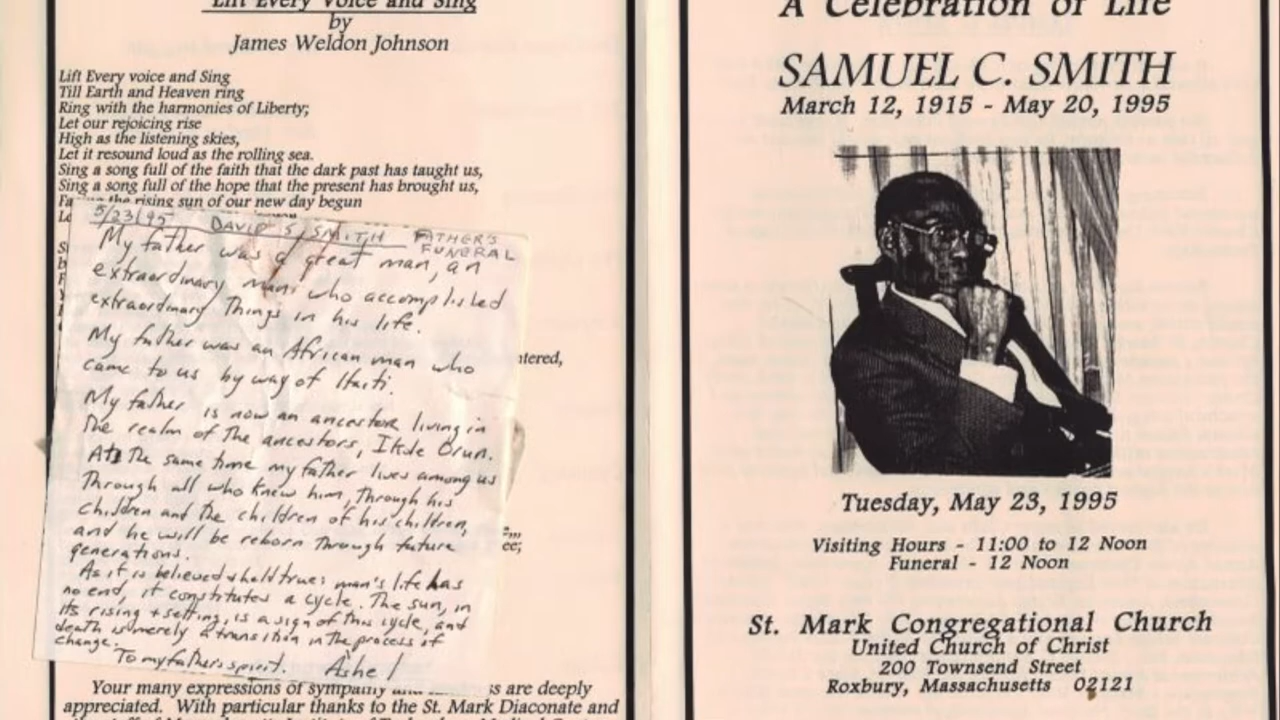 "Lift Every Voice and Sing"
by
James Weldon Johnson
Lift Every voice and Sing
Till Earth and Heaven ring
Ring with the harmonies of Liberty;
Let our rejoicing rise
High as the listening skies,
Let it resound loud as the rolling sea.
Sing a song full of the faith that the dark past has taught us,
Sing a song full of the hope that the present has brought us,
rising sun of our new day begun
5/23/95 DAVID S. SMITH FATHER'S
FUNERAL
My father was a great man, an
extraordinary man who accomplished
extraordinary Things in his life.
My father was an African man who
came to us by way of Haiti.
My father is now an ancestor living in
The realm of The ancestors, Ikole Orun.
At The same time my father lives among us
Through all who knew him, Through his
children and The children of his children,
and he will be reborn Through future
generations.
As it is believed + held true: man's life has
no end, it constitutes a cycle. The sun, in
its rising + setting, is a sign of This cycle, and
death is merely a transition in The process of
change.
To my father's spirit. Ashe!
Your many expressions of sympathy are deeply
appreciated. With particular thanks to the St. Mark Diaconate and
A Celebration of Life
SAMUEL C. SMITH
March 12, 1915 - May 20, 1995
Tuesday, May 23, 1995
Visiting Hours - 11:00 to 12 Noon
Funeral - 12 Noon
St. Mark Congregational Church
United Church of Christ
200 Townsend Street
Roxbury, Massachusetts 02121